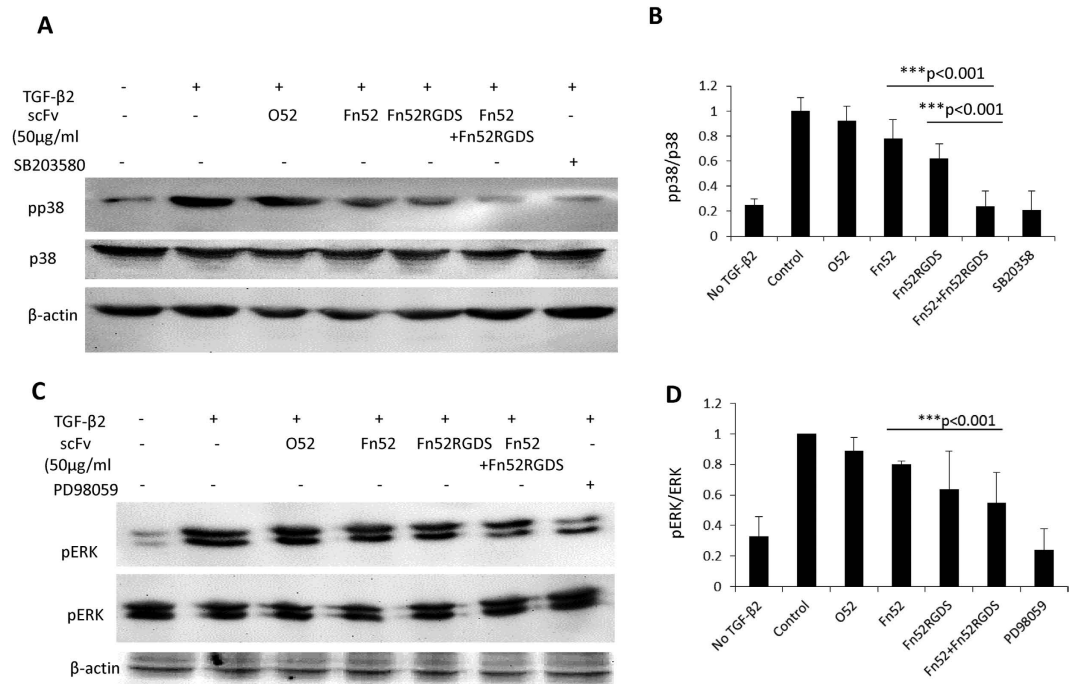 A
TGF-β2 - + + + + + +
scFv - - O52 Fn52 Fn52RGDS Fn52 -
(50μg/ml +Fn52RGDS
SB203580 - - - - - - +
pp38
p38
β-actin
B
***p<0.001
***p<0.001
pp38/p38
1.2
1
0.8
0.6
0.4
0.2
0
No TGF-β2
Control
O52
Fn52
Fn52RGDS
Fn52+Fn52RGDS
SB20358
C
TGF-β2 - + + + + + +
scFv - - O52 Fn52 Fn52RGDS Fn52 -
(50μg/ml +Fn52RGDS
PD98059 - - - - - - +
pERK
pERK
β-actin
D
***p<0.001
pERK/ERK
1.2
1
0.8
0.6
0.4
0.2
0
No TGF-β2
Control
O52
Fn52
Fn52RGDS
Fn52+Fn52RGDS
PD98059